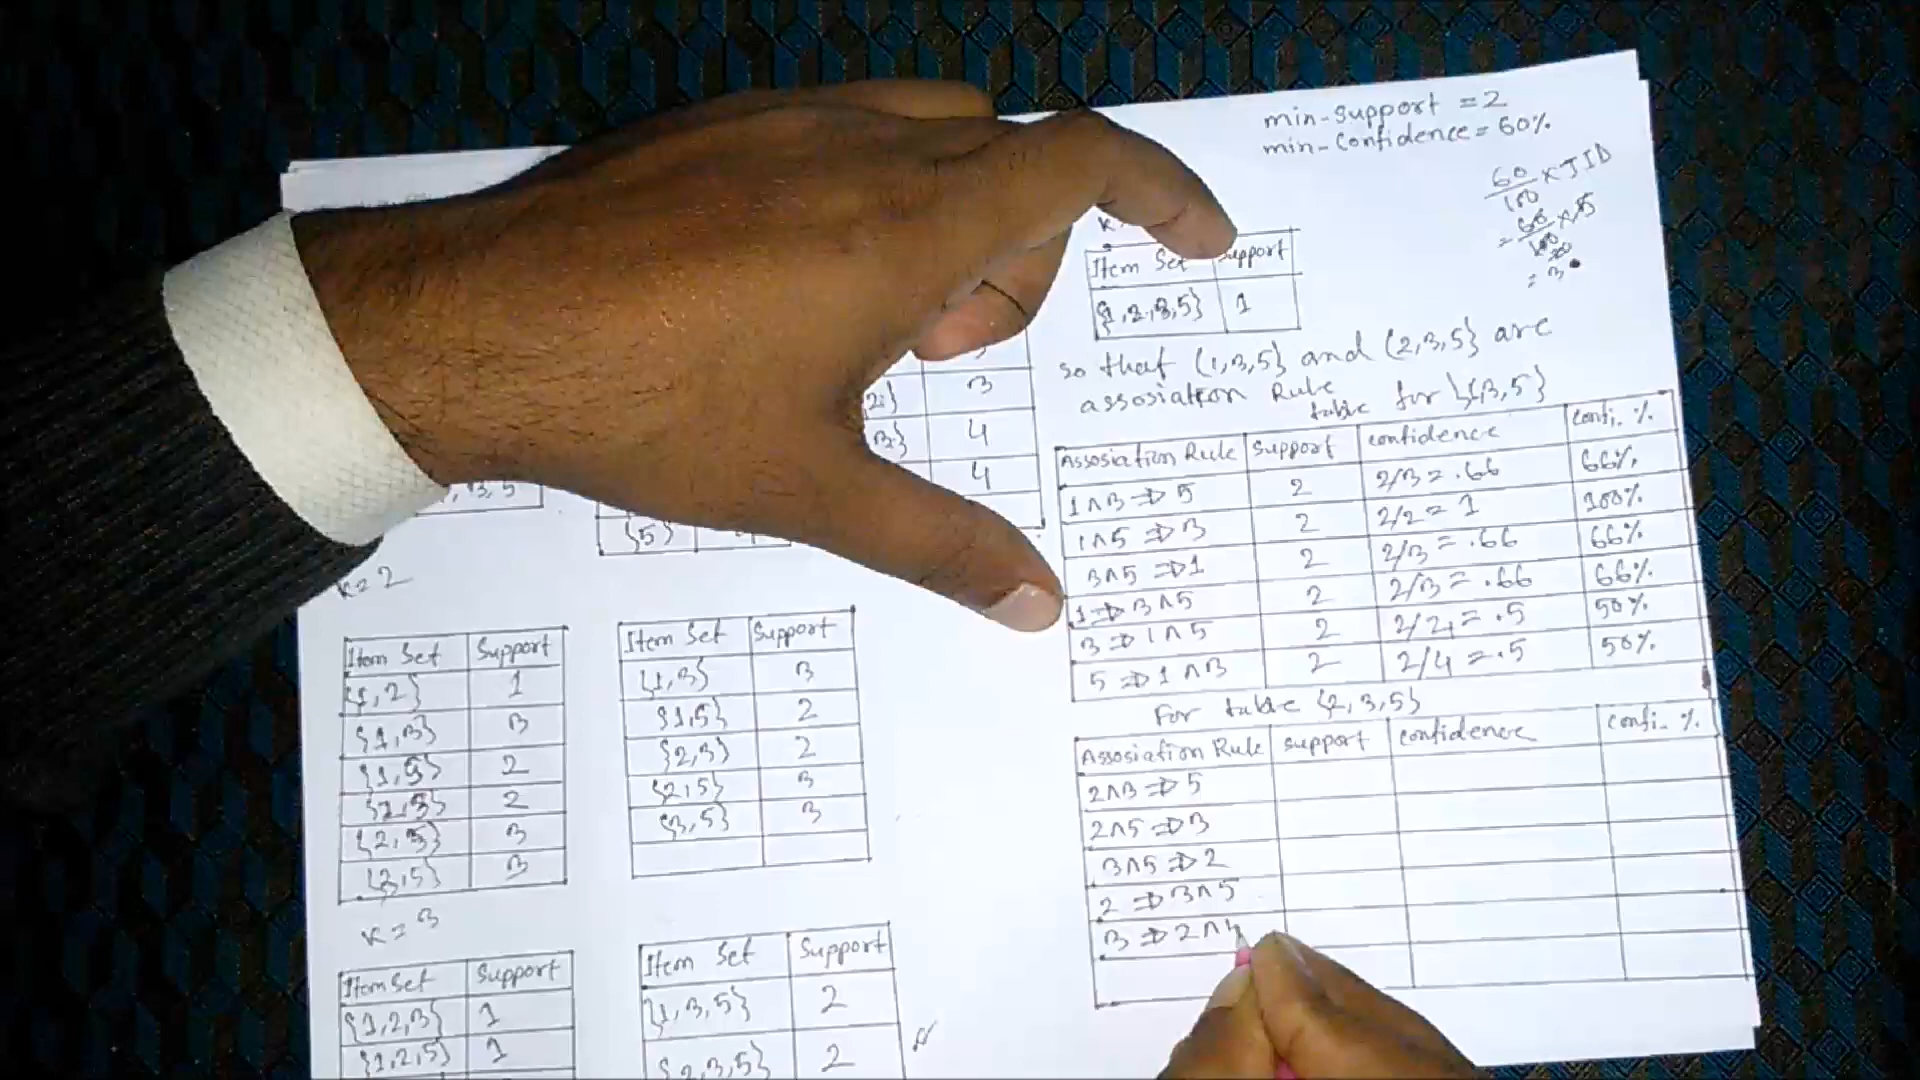 min-support = 2
min-confidence = 60%
60/100 × TID
= 60/100 × 5
= 3
Item Set Support
{1,2,3,5} 1
so that {1,3,5} and {2,3,5} are
assosiation Rule
table for {1,3,5}
Assosiation Rule Support confidence confi. %
1∧3 ⇒ 5 2 2/3 = .66 66%
1∧5 ⇒ 3 2 2/2 = 1 100%
3∧5 ⇒ 1 2 2/3 = .66 66%
1 ⇒ 3∧5 2 2/3 = .66 66%
3 ⇒ 1∧5 2 2/4 = .5 50%
5 ⇒ 1∧3 2 2/4 = .5 50%
For table {2,3,5}
Assosiation Rule support confidence confi. %
2∧3 ⇒ 5
2∧5 ⇒ 3
3∧5 ⇒ 2
2 ⇒ 3∧5
3 ⇒ 2∧
3
4
4
, 3, 5
{5}
k=2
Item Set Support
{1,2} 1
{1,3} 3
{1,5} 2
{2,3} 2
{2,5} 3
{3,5} 3
Item Set Support
{1,3} 3
{1,5} 2
{2,3} 2
{2,5} 3
{3,5} 3
k = 3
Item Set Support
{1,2,3} 1
{1,2,5} 1
Item Set Support
{1,3,5} 2
{2,3,5} 2